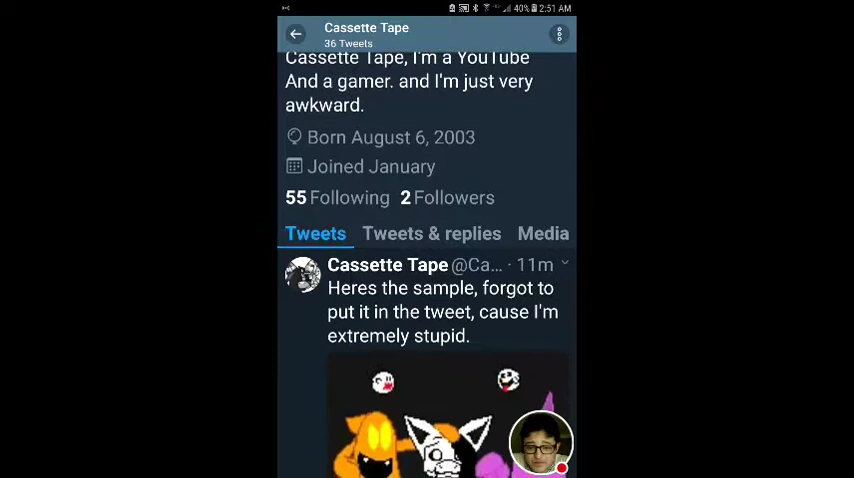 40% 2:51 AM
Cassette Tape
36 Tweets
Cassette Tape, I'm a YouTube
And a gamer. and I'm just very
awkward.
Born August 6, 2003
Joined January
55 Following 2 Followers
Tweets Tweets & replies Media
Cassette Tape @Ca... · 11m
Heres the sample, forgot to
put it in the tweet, cause I'm
extremely stupid.